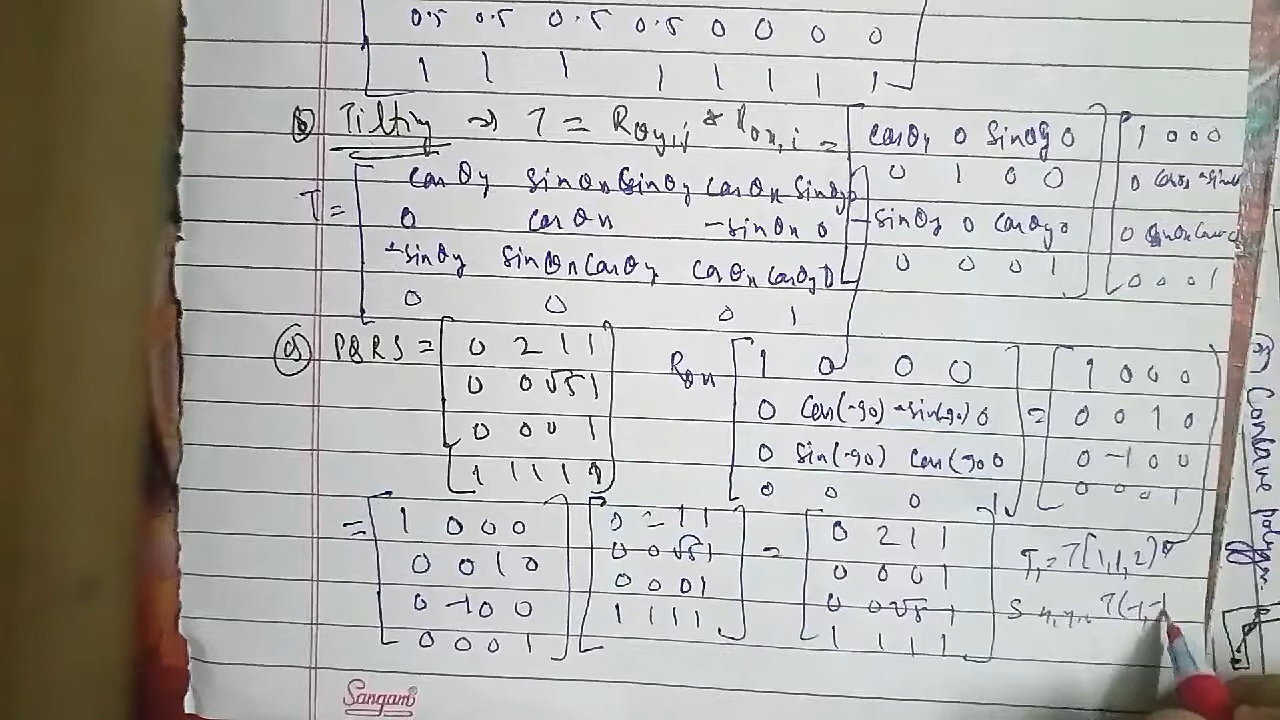 0.5 0.5 0.5 0.5 0 0 0 0
1 1 1 1 1 1 1 1
(b) Tilting => T = Rθy,j * Rθx,i = [cosθy 0 sinθy 0] [1 0 0 0]
T = [cosθy sinθx sinθy cosθx sinθy 0] [0 1 0 0]
0 cosθx -sinθx 0 -sinθy 0 cosθy 0
-sinθy sinθx cosθy cosθx cosθy 0 0 0 0 1 0 0 0 1
0 0 0 1
PQRS = [0 2 1 1] Rθx [1 0 0 0] [1 0 0 0]
0 0 √5 1 0 cos(-90) -sin(-90) 0 = 0 0 1 0
0 0 0 1 0 sin(-90) cos(90 0 0 -1 0 0
1 1 1 1 0 0 0 1 0 0 0 1
= [1 0 0 0] [0 2 1 1] = [0 2 1 1]
0 0 1 0 0 0 √5 1 0 0 0 1 T1 = T(1,1,2)*
0 -1 0 0 0 0 0 1 0 0 √5 1 S T(-1,-1
0 0 0 1 1 1 1 1 1 1 1 1
Sangam
Concave polygon